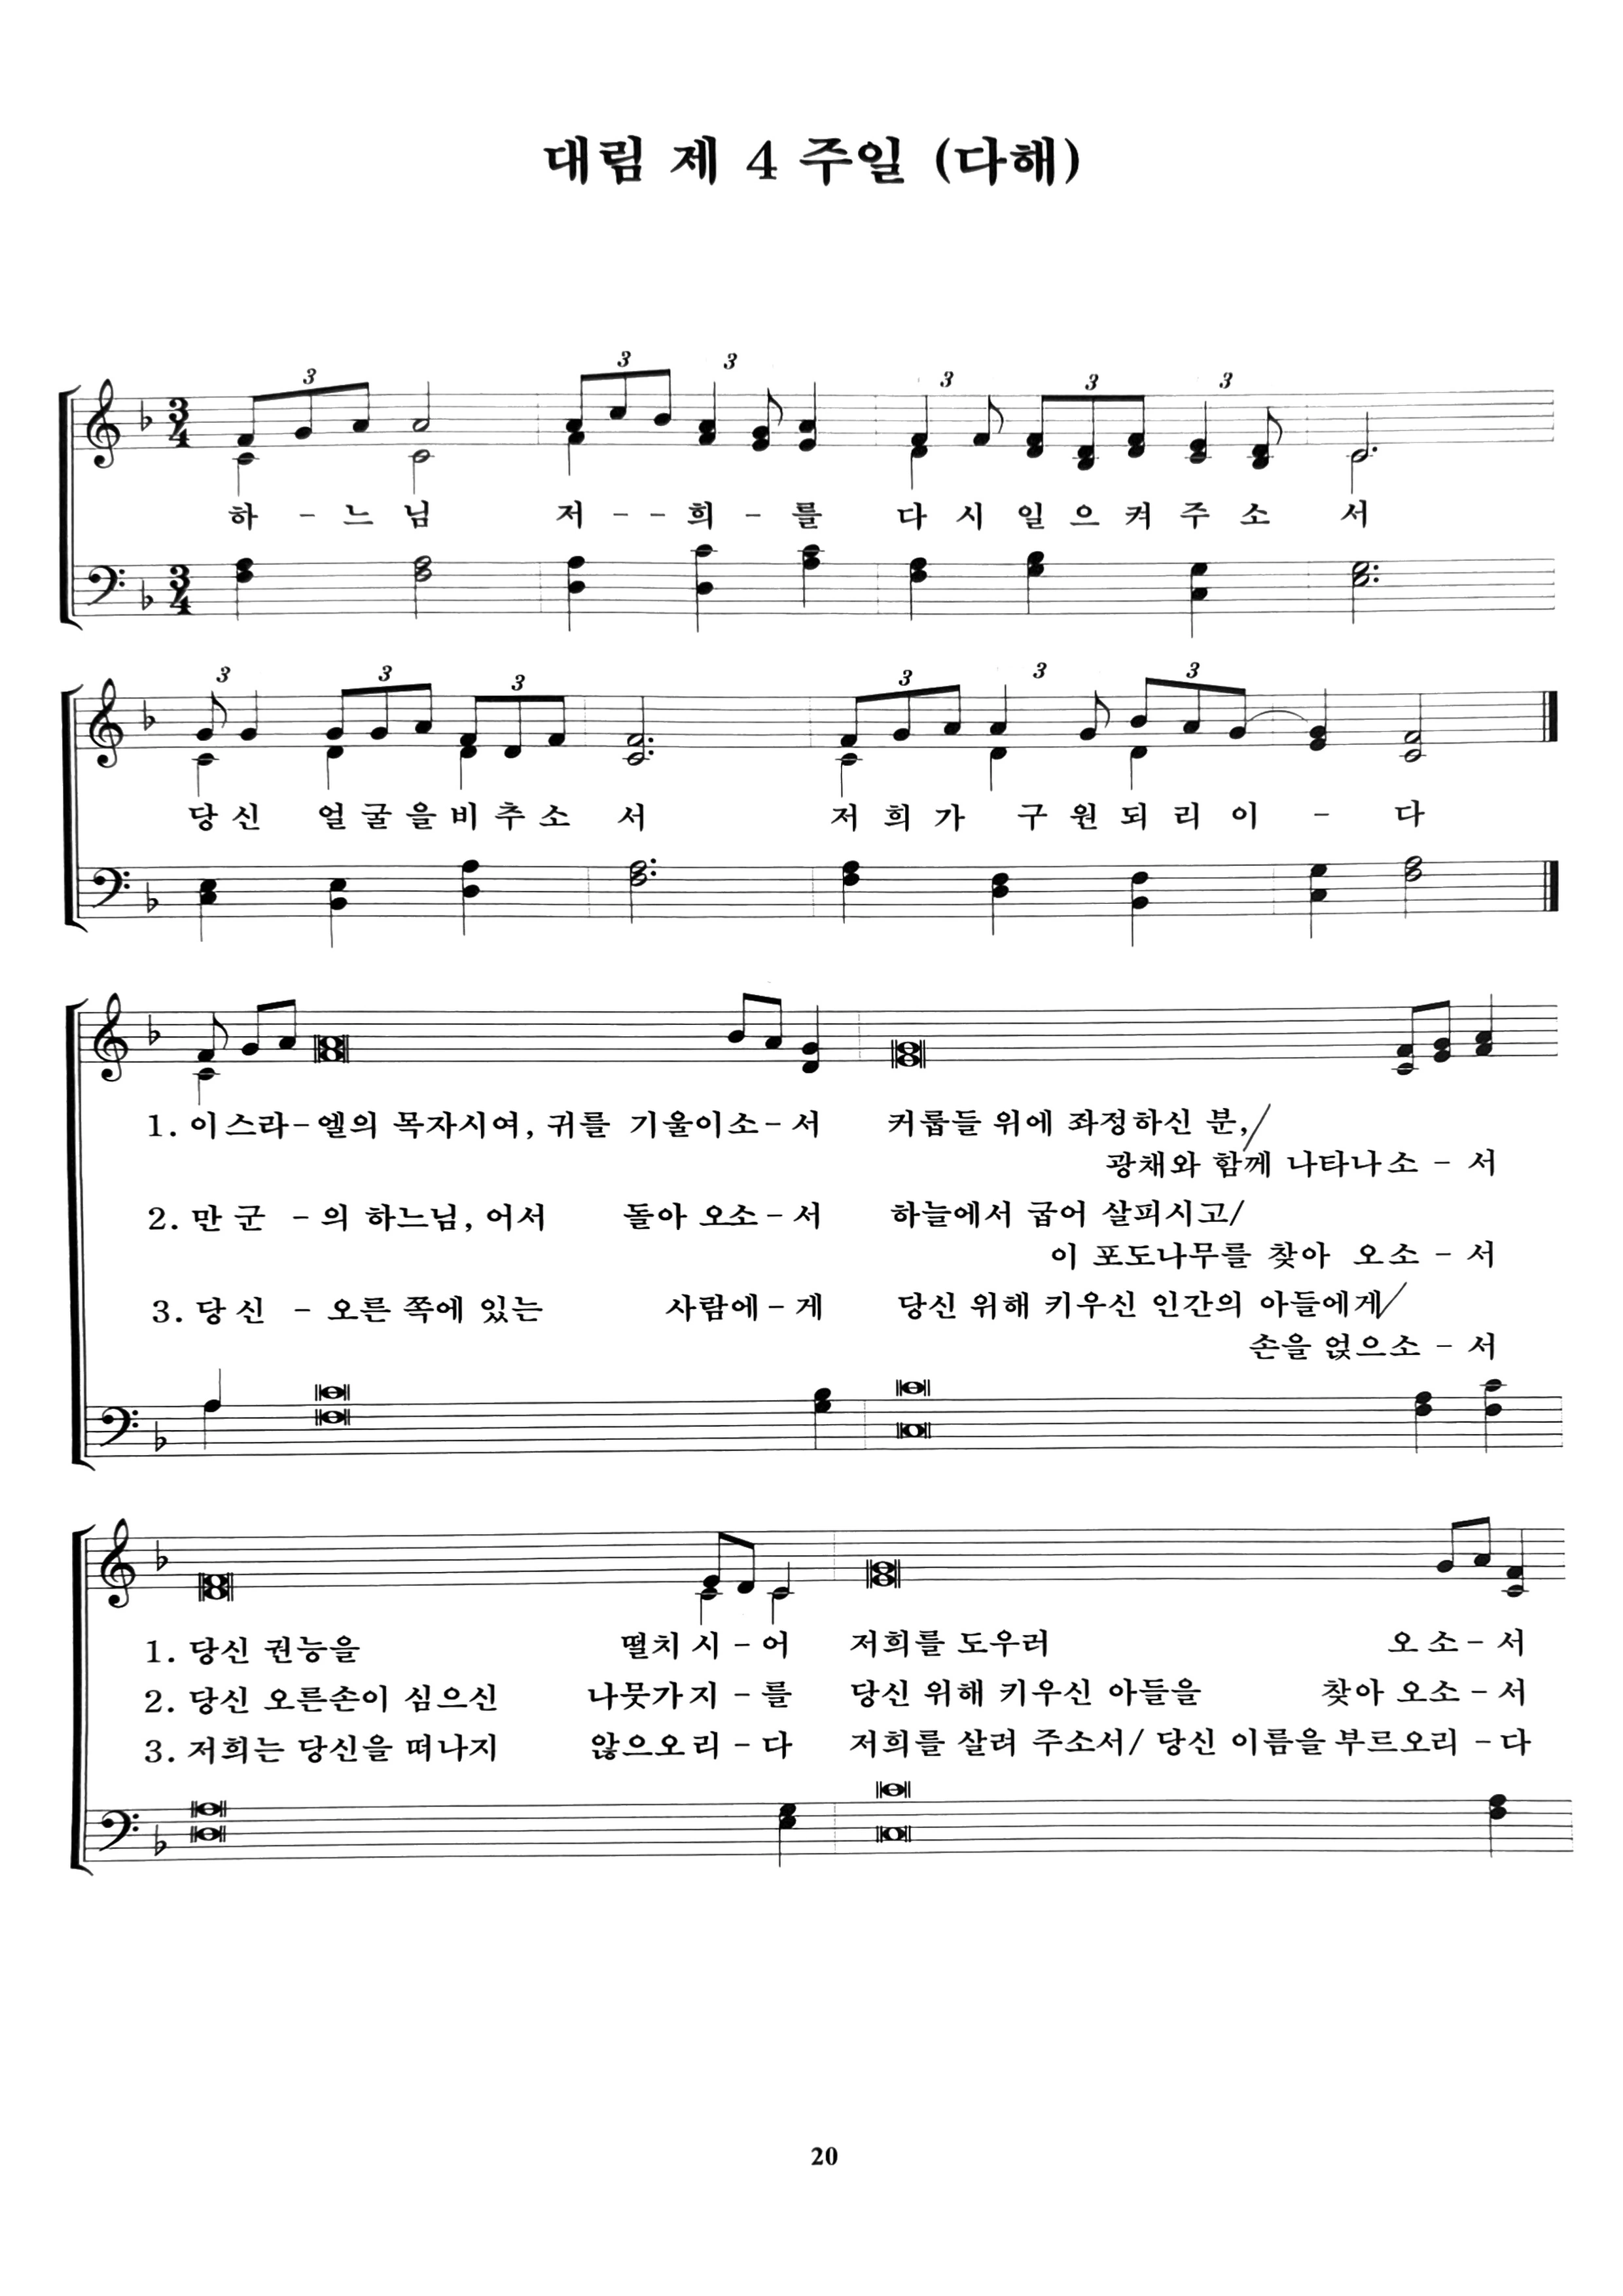 대림 제 4 주일 (다해)
3 3 3 3 3 3
하 - 느 님 저 - - 희 - 를 다 시 일 으 켜 주 소 서
3 3 3 3 3 3
당 신 얼 굴 을 비 추 소 서 저 희 가 구 원 되 리 이 - 다
1. 이스라 - 엘의 목자시여, 귀를 기울이소 - 서 커룹들 위에 좌정하신 분,/
광채와 함께 나타나소 - 서
2. 만 군 - 의 하느님, 어서 돌아 오소 - 서 하늘에서 굽어 살피시고/
이 포도나무를 찾아 오소 - 서
3. 당 신 - 오른 쪽에 있는 사람에 - 게 당신 위해 키우신 인간의 아들에게/
손을 얹으소 - 서
1. 당신 권능을 떨치 시 - 어 저희를 도우러 오 소 - 서
2. 당신 오른손이 심으신 나뭇가지 - 를 당신 위해 키우신 아들을 찾아 오소 - 서
3. 저희는 당신을 떠나지 않으오리 - 다 저희를 살려 주소서/ 당신 이름을 부르오리 - 다
20